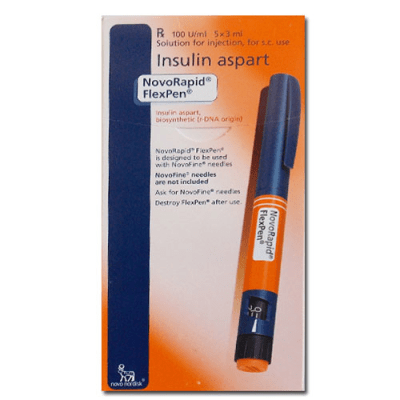 ℞ 100 U/ml 5×3 ml
Solution for injection, for s.c. use
Insulin aspart
NovoRapid®
FlexPen®
Insulin aspart,
biosynthetic (r-DNA origin)
NovoRapid® FlexPen®
is designed to be used
with NovoFine® needles
NovoFine® needles
are not included
Ask for NovoFine® needles
Destroy FlexPen® after use.
NovoRapid®
FlexPen®
novo nordisk